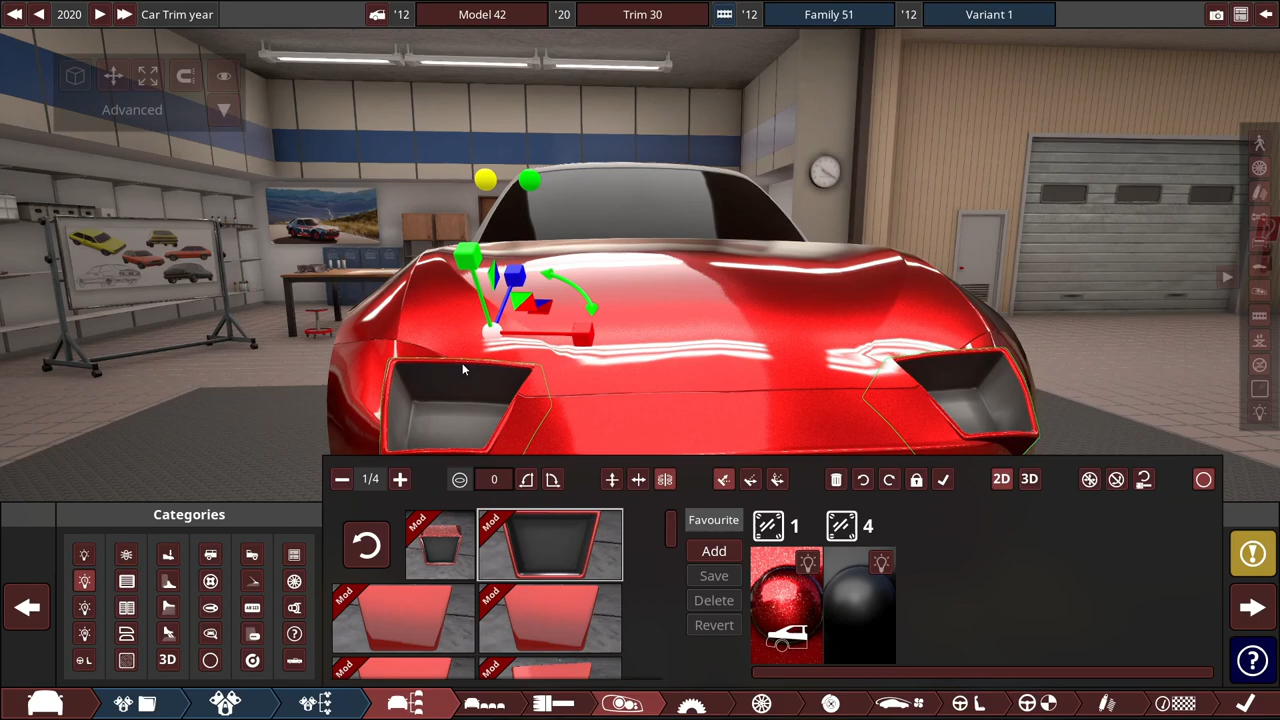 2020 Car Trim year '12 Model 42 '20 Trim 30 '12 Family 51 '12 Variant 1
Advanced
1/4 0 2D 3D
Categories
Mod Mod Favourite 1 4
Add
Save
Mod Mod Delete
Revert
L 3D
Mod Mod